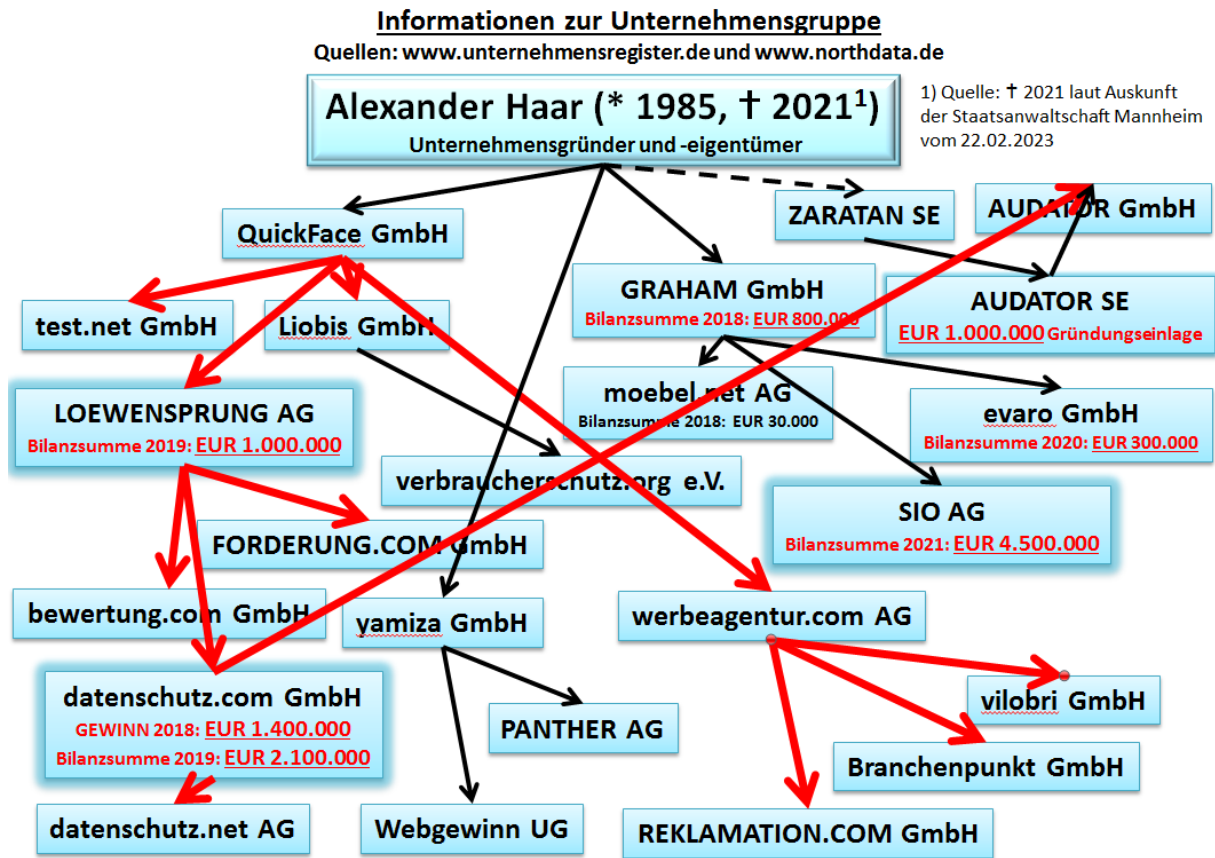 Informationen zur Unternehmensgruppe
Quellen: www.unternehmensregister.de und www.northdata.de
Alexander Haar (* 1985, † 2021¹)
Unternehmensgründer und -eigentümer
1) Quelle: † 2021 laut Auskunft
der Staatsanwaltschaft Mannheim
vom 22.02.2023
QuickFace GmbH
ZARATAN SE
AUDATOR GmbH
test.net GmbH
Liobis GmbH
GRAHAM GmbH
Bilanzsumme 2018: EUR 800.000
AUDATOR SE
EUR 1.000.000 Gründungseinlage
LOEWENSPRUNG AG
Bilanzsumme 2019: EUR 1.000.000
moebel.net AG
Bilanzsumme 2018: EUR 30.000
evaro GmbH
Bilanzsumme 2020: EUR 300.000
verbraucherschutz.org e.V.
SIO AG
Bilanzsumme 2021: EUR 4.500.000
FORDERUNG.COM GmbH
bewertung.com GmbH
yamiza GmbH
werbeagentur.com AG
datenschutz.com GmbH
GEWINN 2018: EUR 1.400.000
Bilanzsumme 2019: EUR 2.100.000
PANTHER AG
vilobri GmbH
Branchenpunkt GmbH
datenschutz.net AG
Webgewinn UG
REKLAMATION.COM GmbH